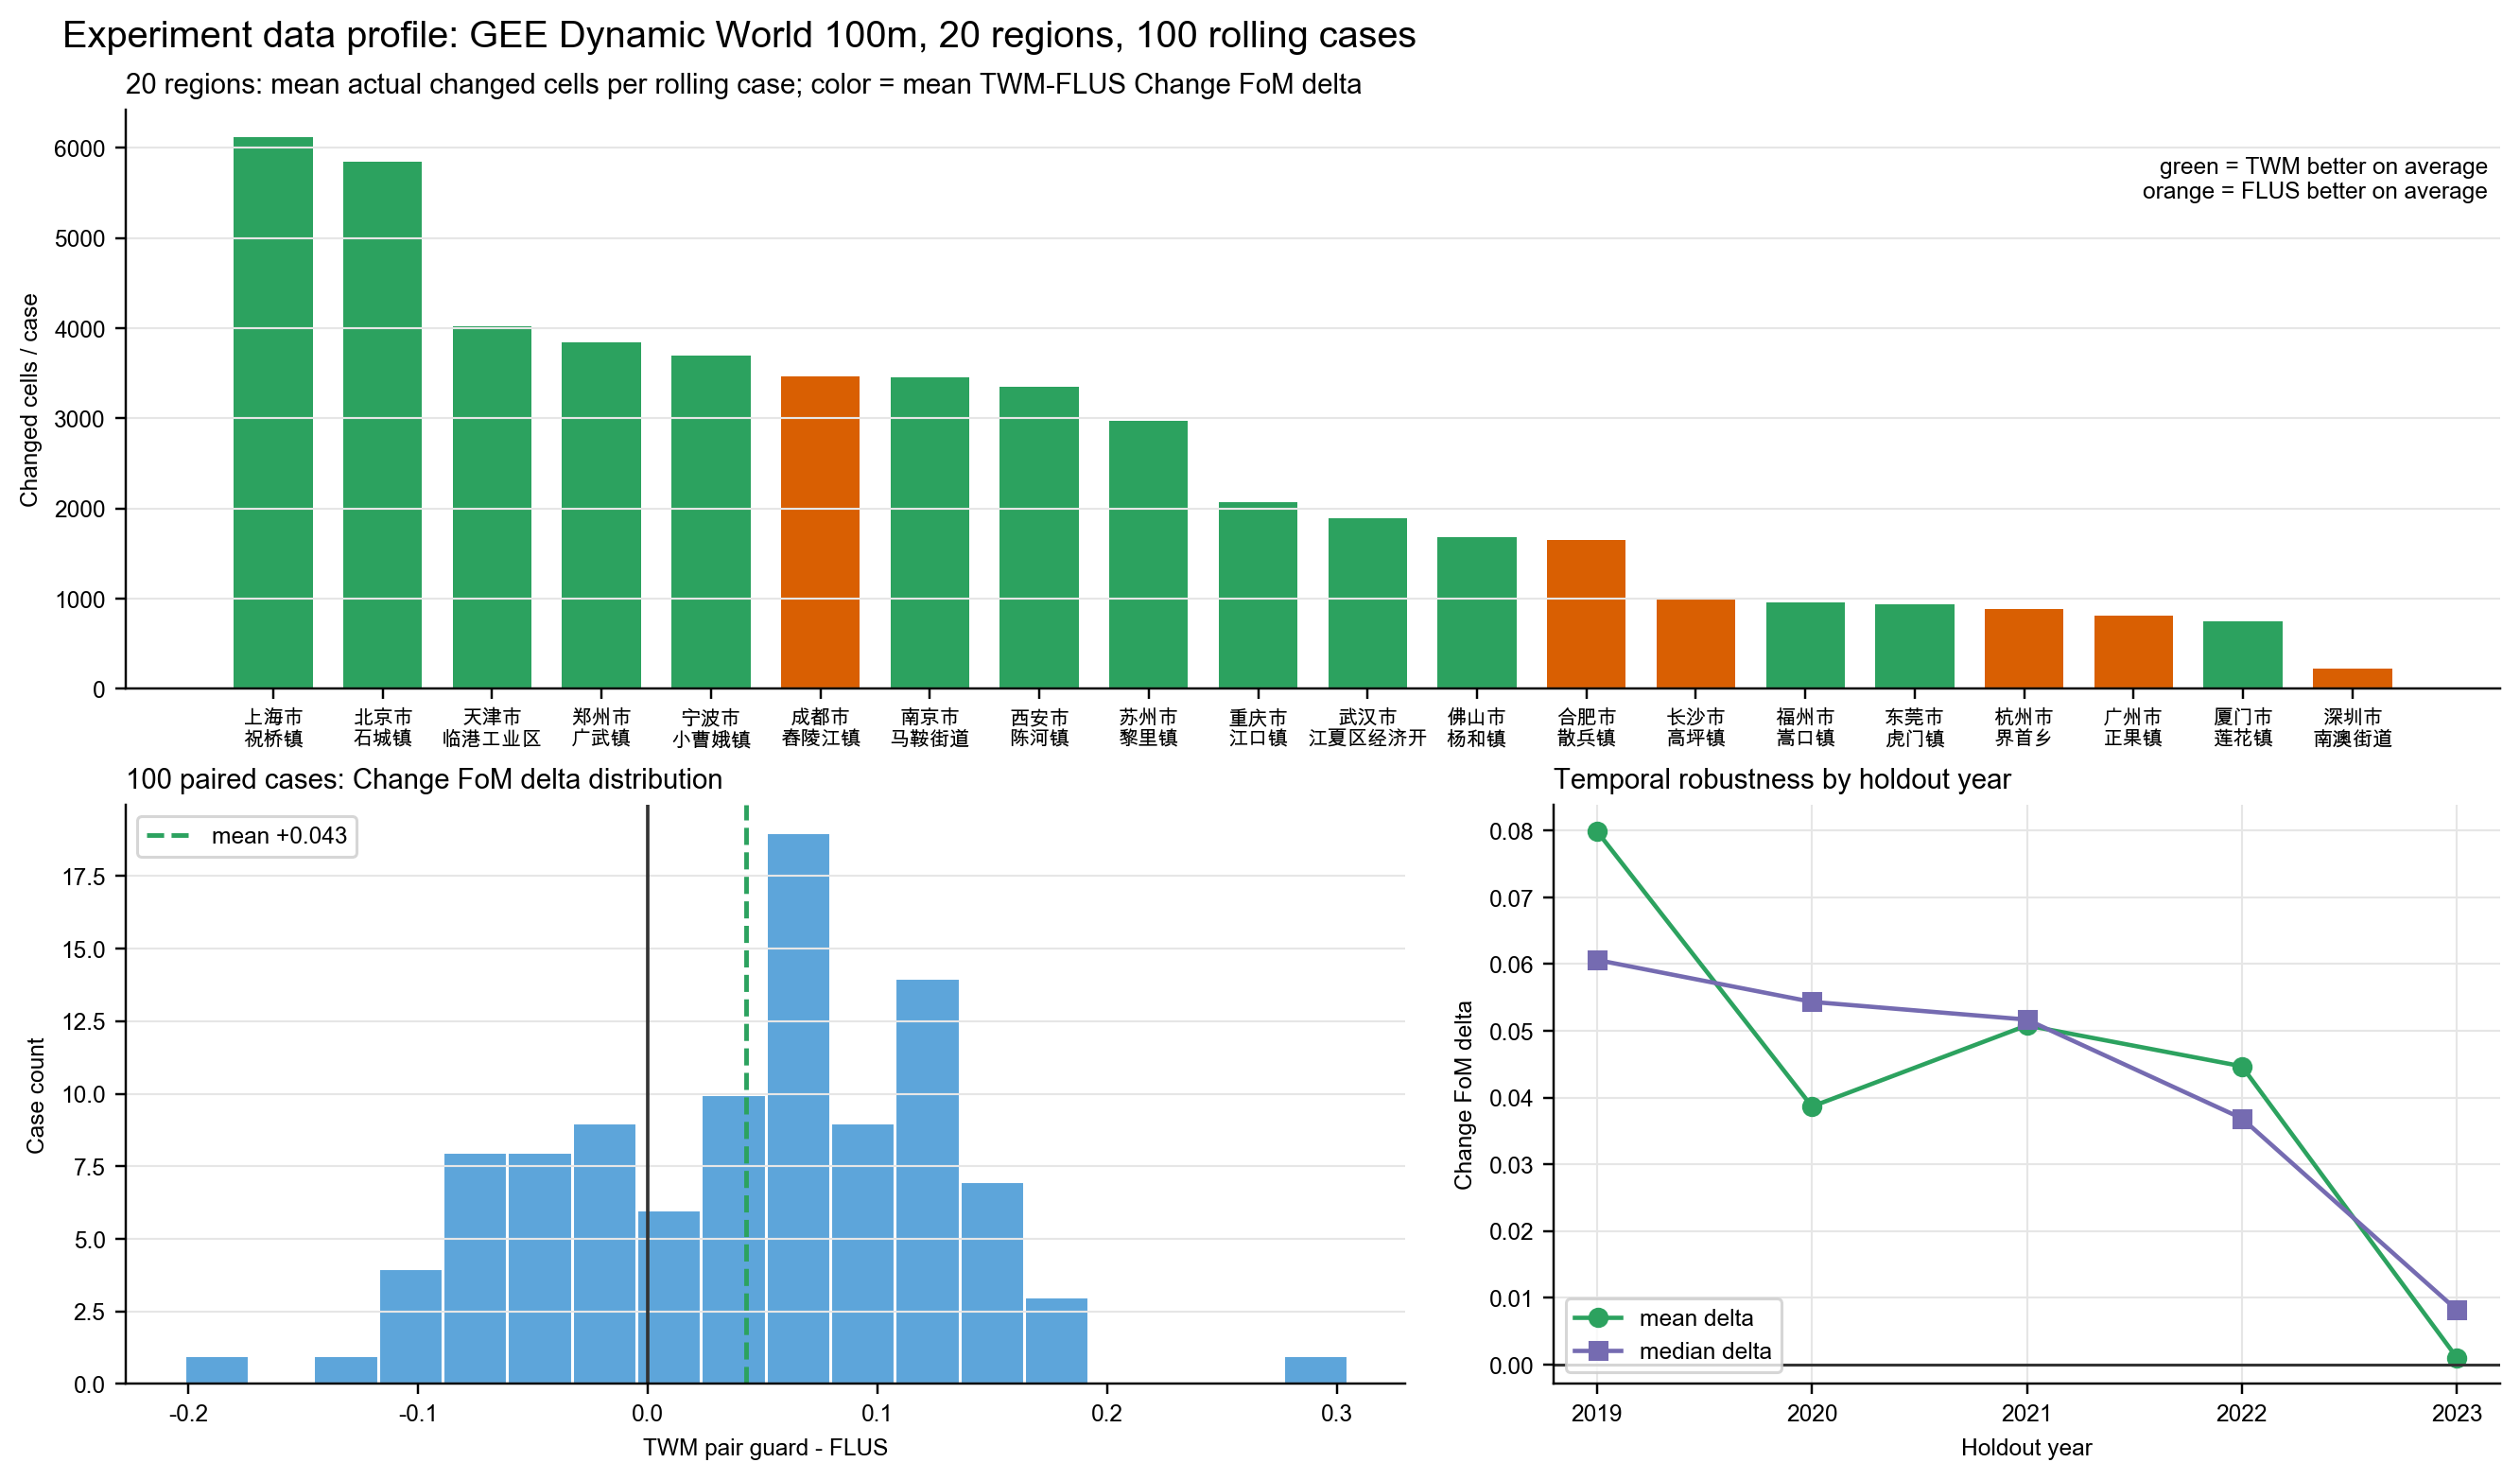 Experiment data profile: GEE Dynamic World 100m, 20 regions, 100 rolling cases
20 regions: mean actual changed cells per rolling case; color = mean TWM-FLUS Change FoM delta
green = TWM better on average
orange = FLUS better on average
Changed cells / case
6000
5000
4000
3000
2000
1000
0
上海市
祝桥镇
北京市
石城镇
天津市
临港工业区
郑州市
广武镇
宁波市
小曹娥镇
成都市
舂陵江镇
南京市
马鞍街道
西安市
陈河镇
苏州市
黎里镇
重庆市
江口镇
武汉市
江夏区经济开
佛山市
杨和镇
合肥市
散兵镇
长沙市
高坪镇
福州市
嵩口镇
东莞市
虎门镇
杭州市
界首乡
广州市
正果镇
厦门市
莲花镇
深圳市
南澳街道
100 paired cases: Change FoM delta distribution
mean +0.043
Case count
17.5
15.0
12.5
10.0
7.5
5.0
2.5
0.0
-0.2
-0.1
0.0
0.1
0.2
0.3
TWM pair guard - FLUS
Temporal robustness by holdout year
Change FoM delta
0.08
0.07
0.06
0.05
0.04
0.03
0.02
0.01
0.00
mean delta
median delta
2019
2020
2021
2022
2023
Holdout year